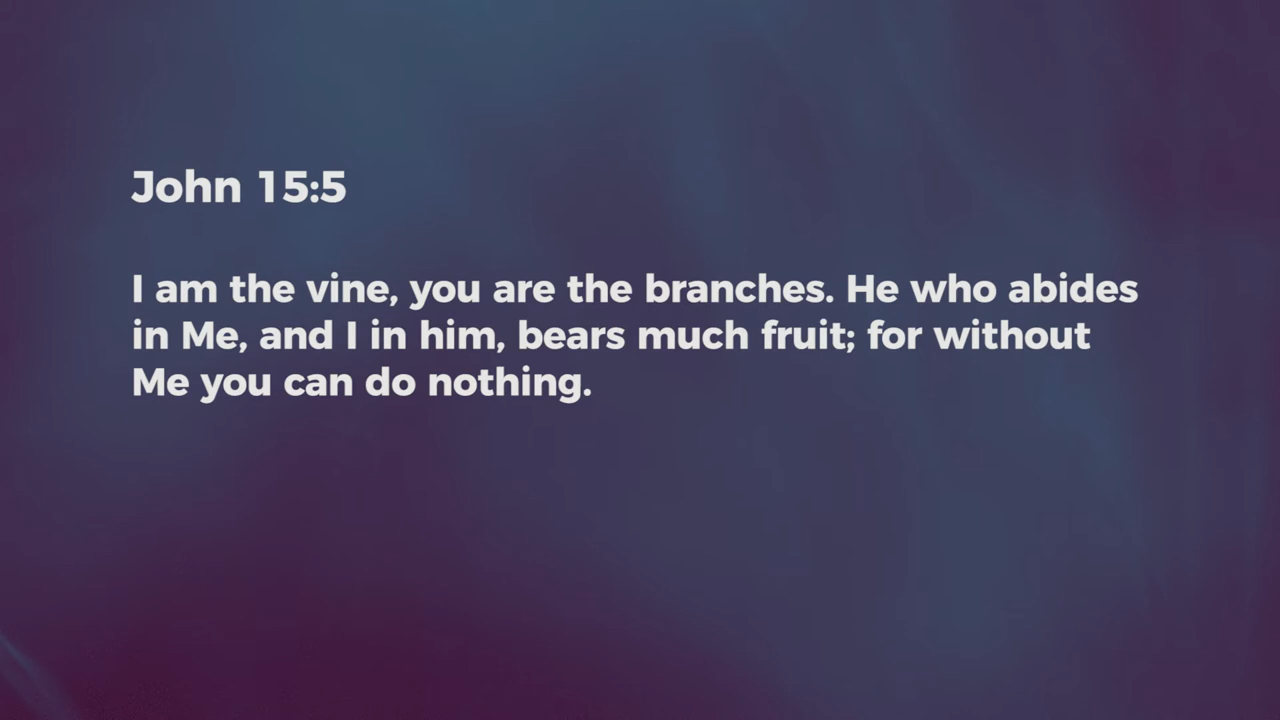 John 15:5
I am the vine, you are the branches. He who abides
in Me, and I in him, bears much fruit; for without
Me you can do nothing.